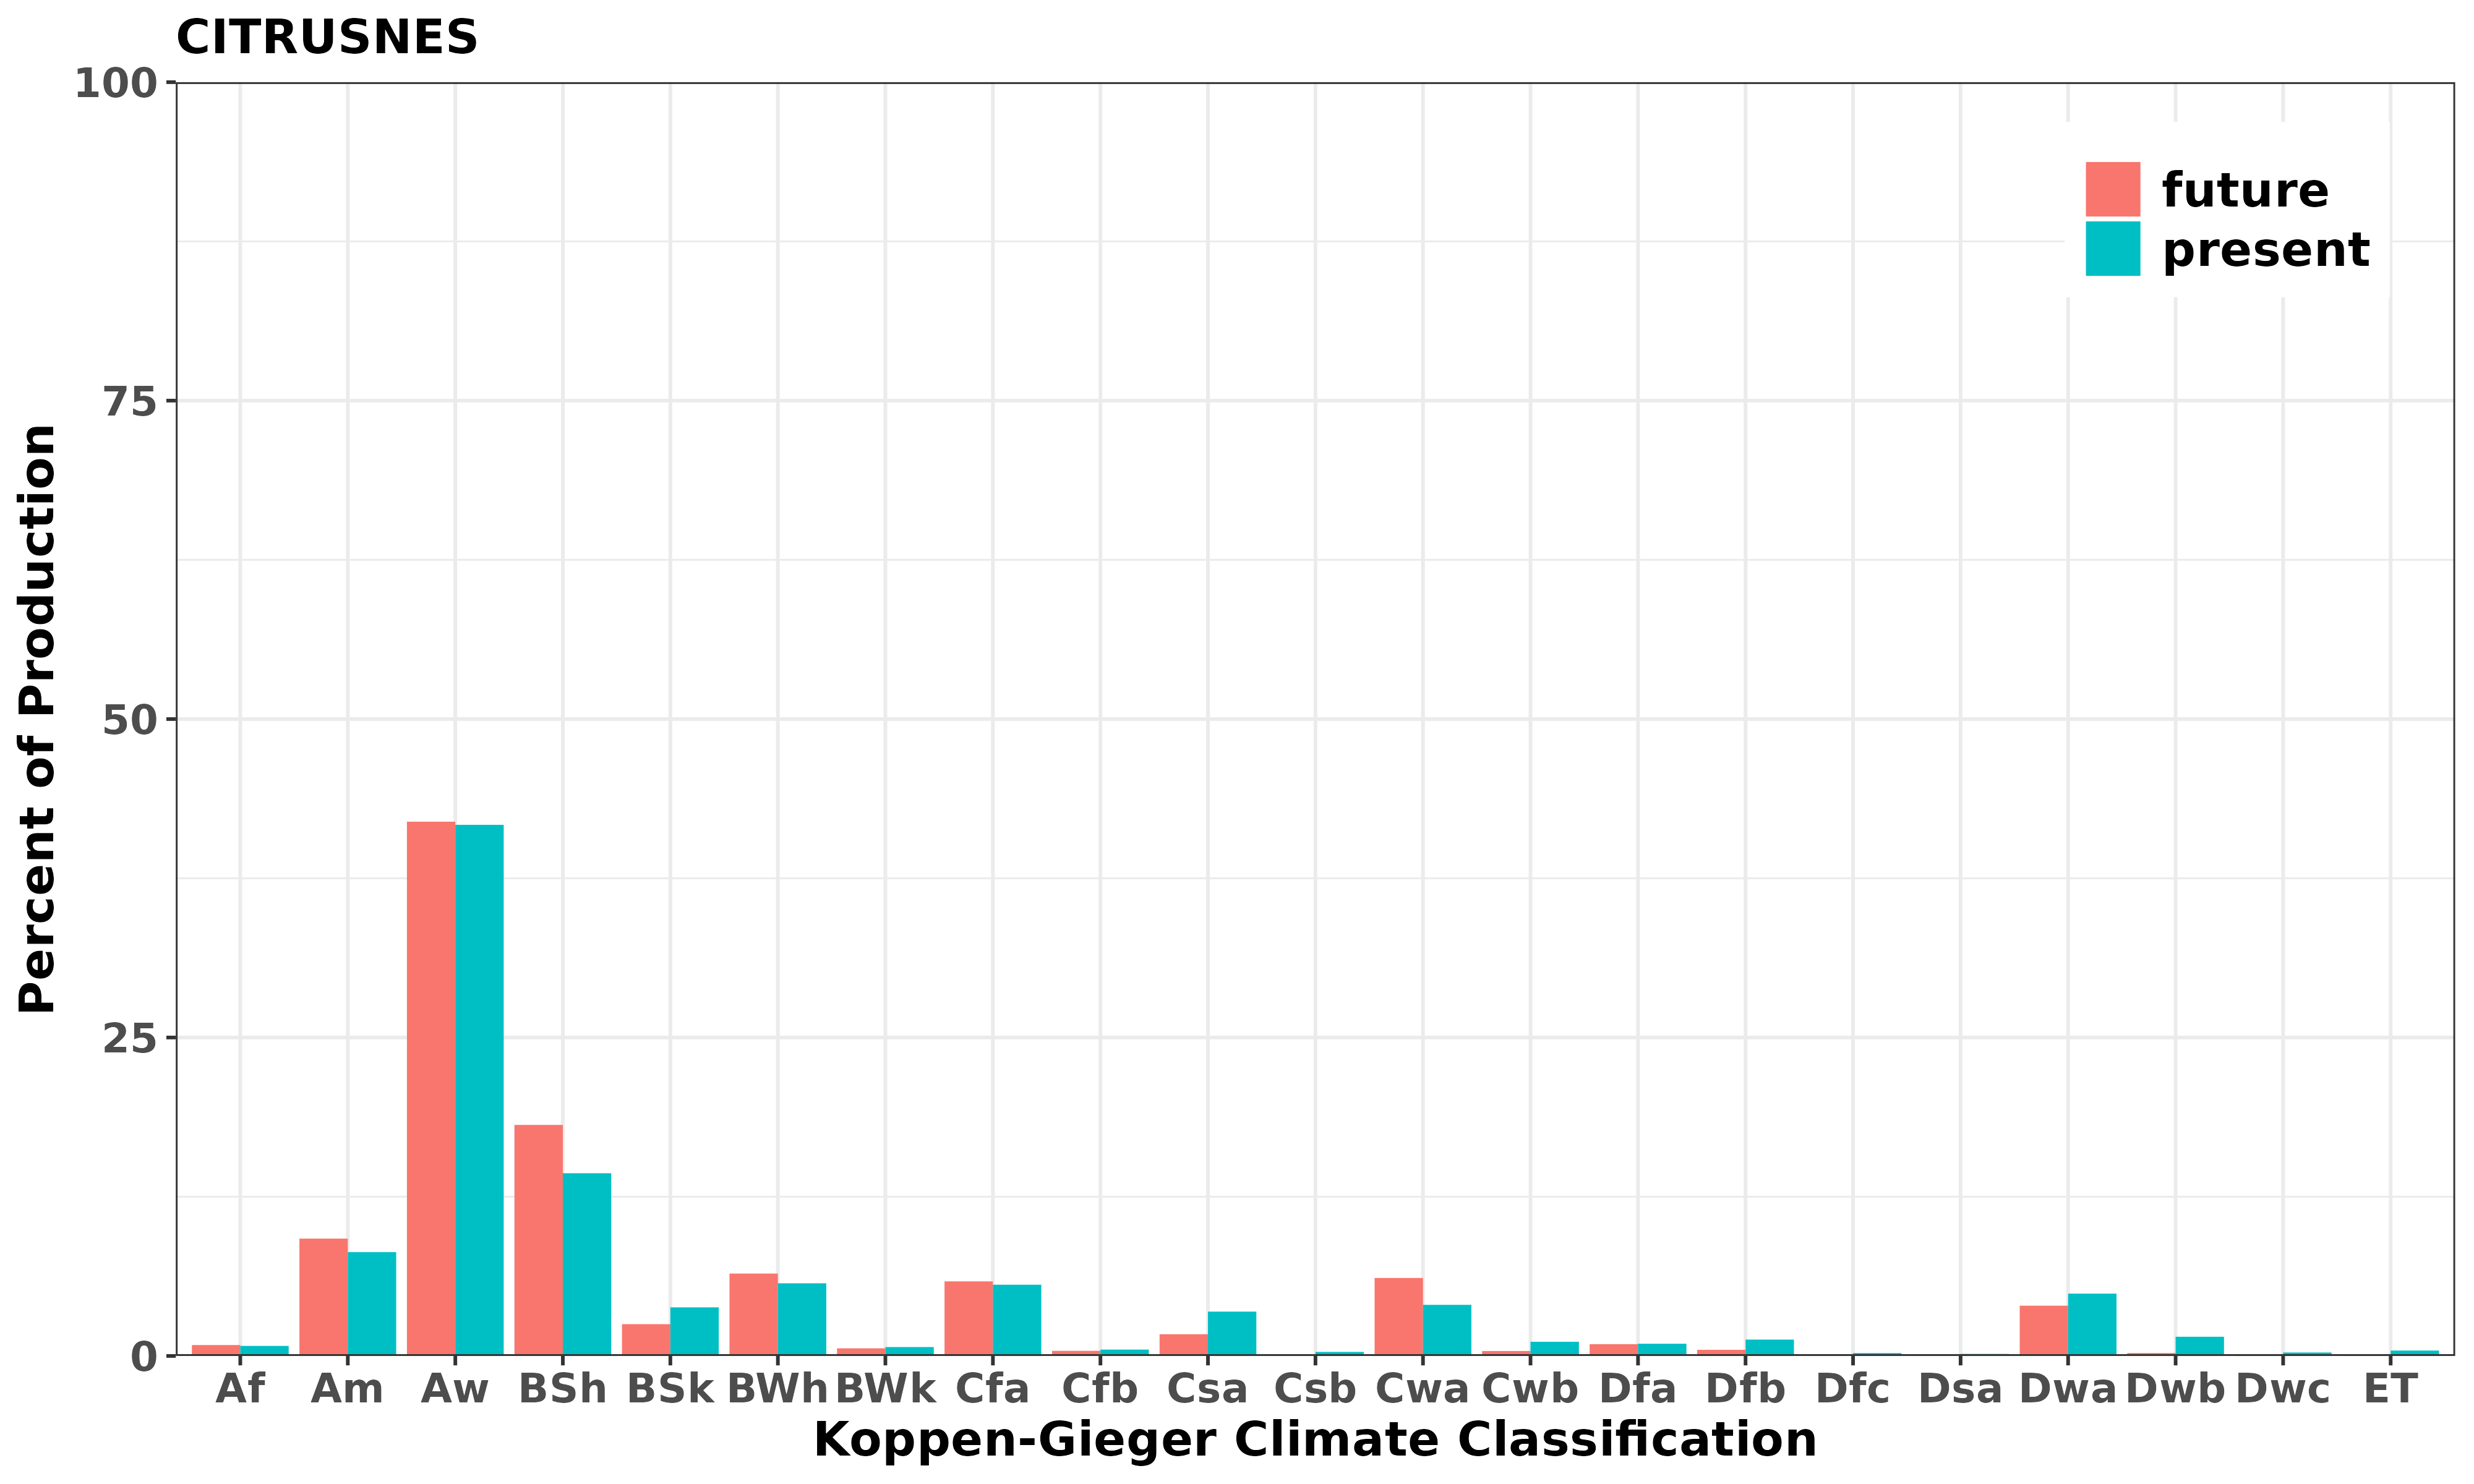 CITRUSNES
100
75
50
25
0
Percent of Production
future
present
Af Am Aw BSh BSk BWh BWk Cfa Cfb Csa Csb Cwa Cwb Dfa Dfb Dfc Dsa Dwa Dwb Dwc ET
Koppen-Gieger Climate Classification